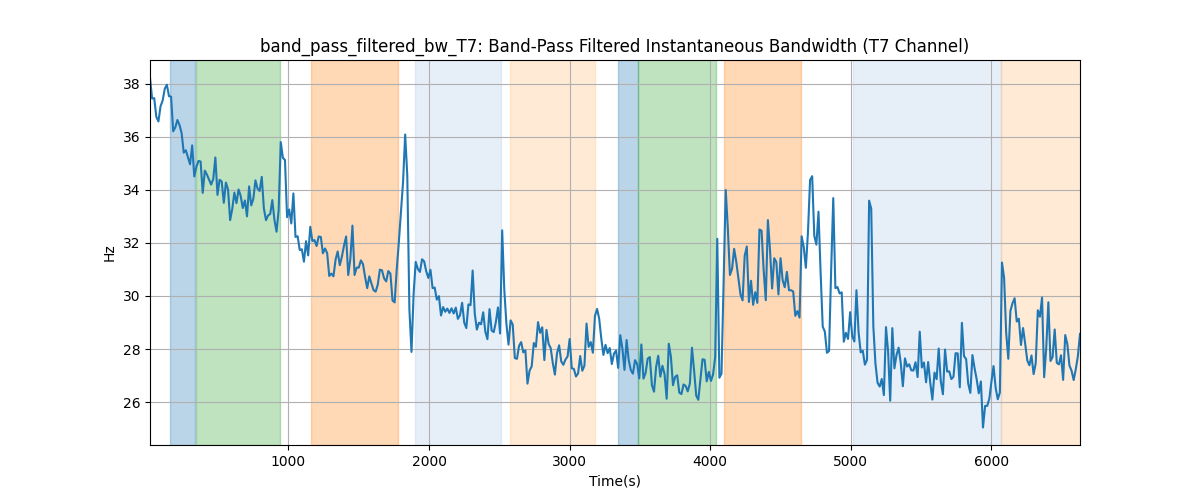 band_pass_filtered_bw_T7: Band-Pass Filtered Instantaneous Bandwidth (T7 Channel)
38
36
34
32
30
28
26
Hz
1000 2000 3000 4000 5000 6000
Time(s)